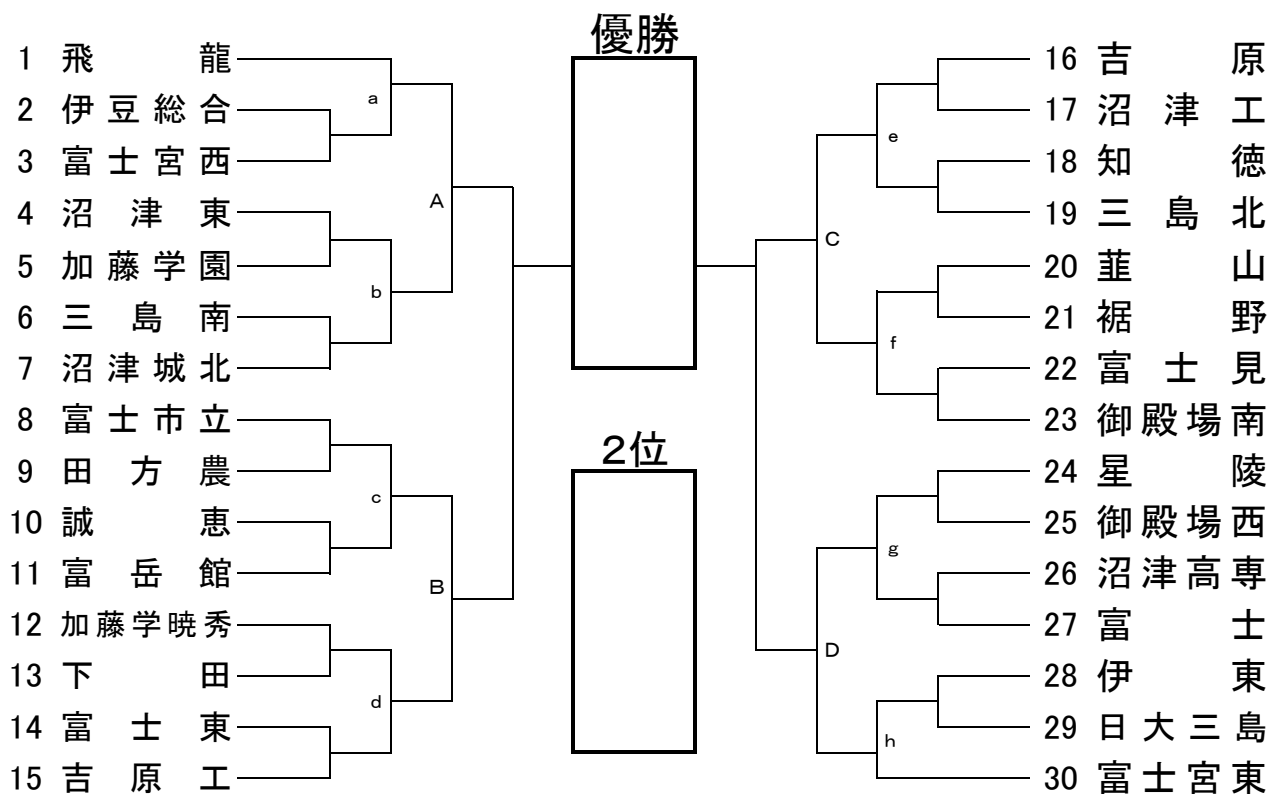 優勝
1 飛龍
2 伊豆総合
3 富士宮西
4 沼津東
5 加藤学園
6 三島南
7 沼津城北
8 富士市立
9 田方農
10 誠恵
11 富岳館
12 加藤学暁秀
13 下田
14 富士東
15 吉原工
a
b
c
d
A
B
2位
C
D
e
f
g
h
16 吉原
17 沼津工
18 知徳
19 三島北
20 韮山
21 裾野
22 富士見
23 御殿場南
24 星陵
25 御殿場西
26 沼津高専
27 富士
28 伊東
29 日大三島
30 富士宮東